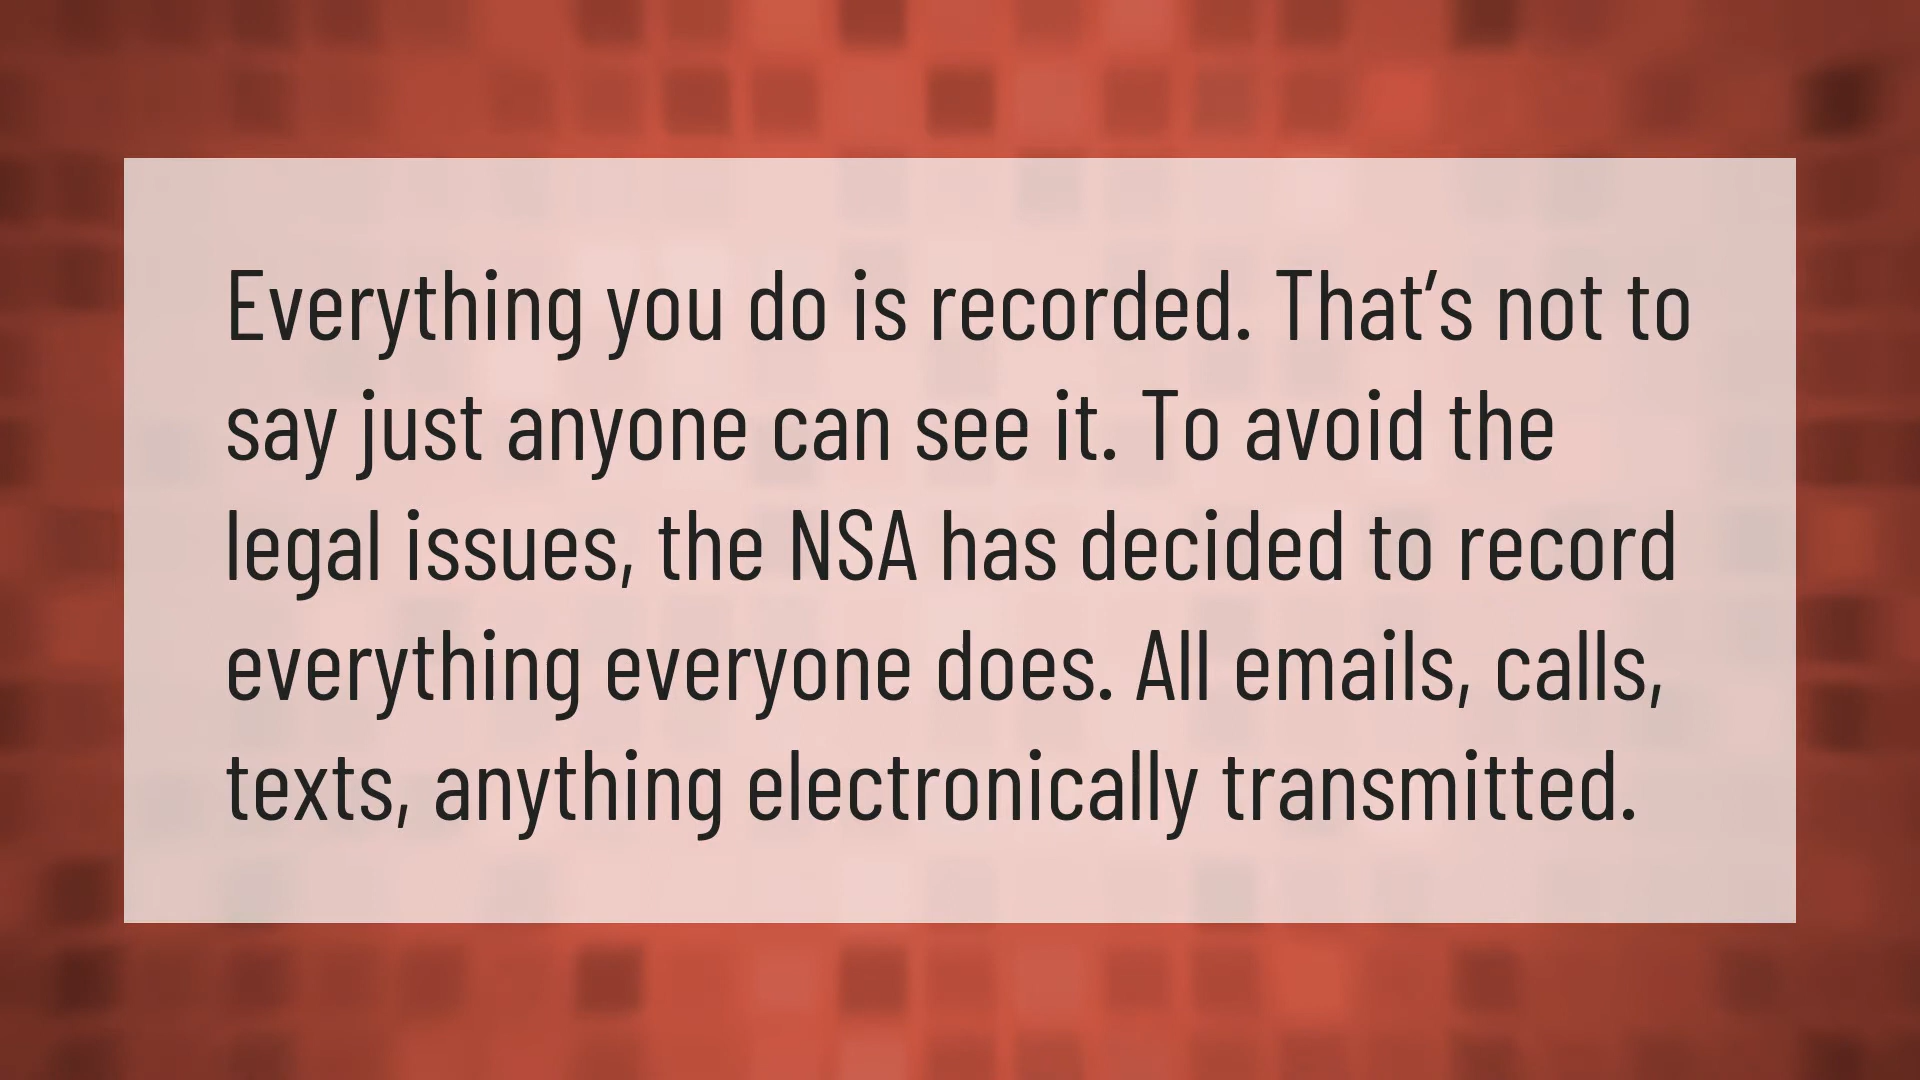 Everything you do is recorded. That’s not to
say just anyone can see it. To avoid the
legal issues, the NSA has decided to record
everything everyone does. All emails, calls,
texts, anything electronically transmitted.